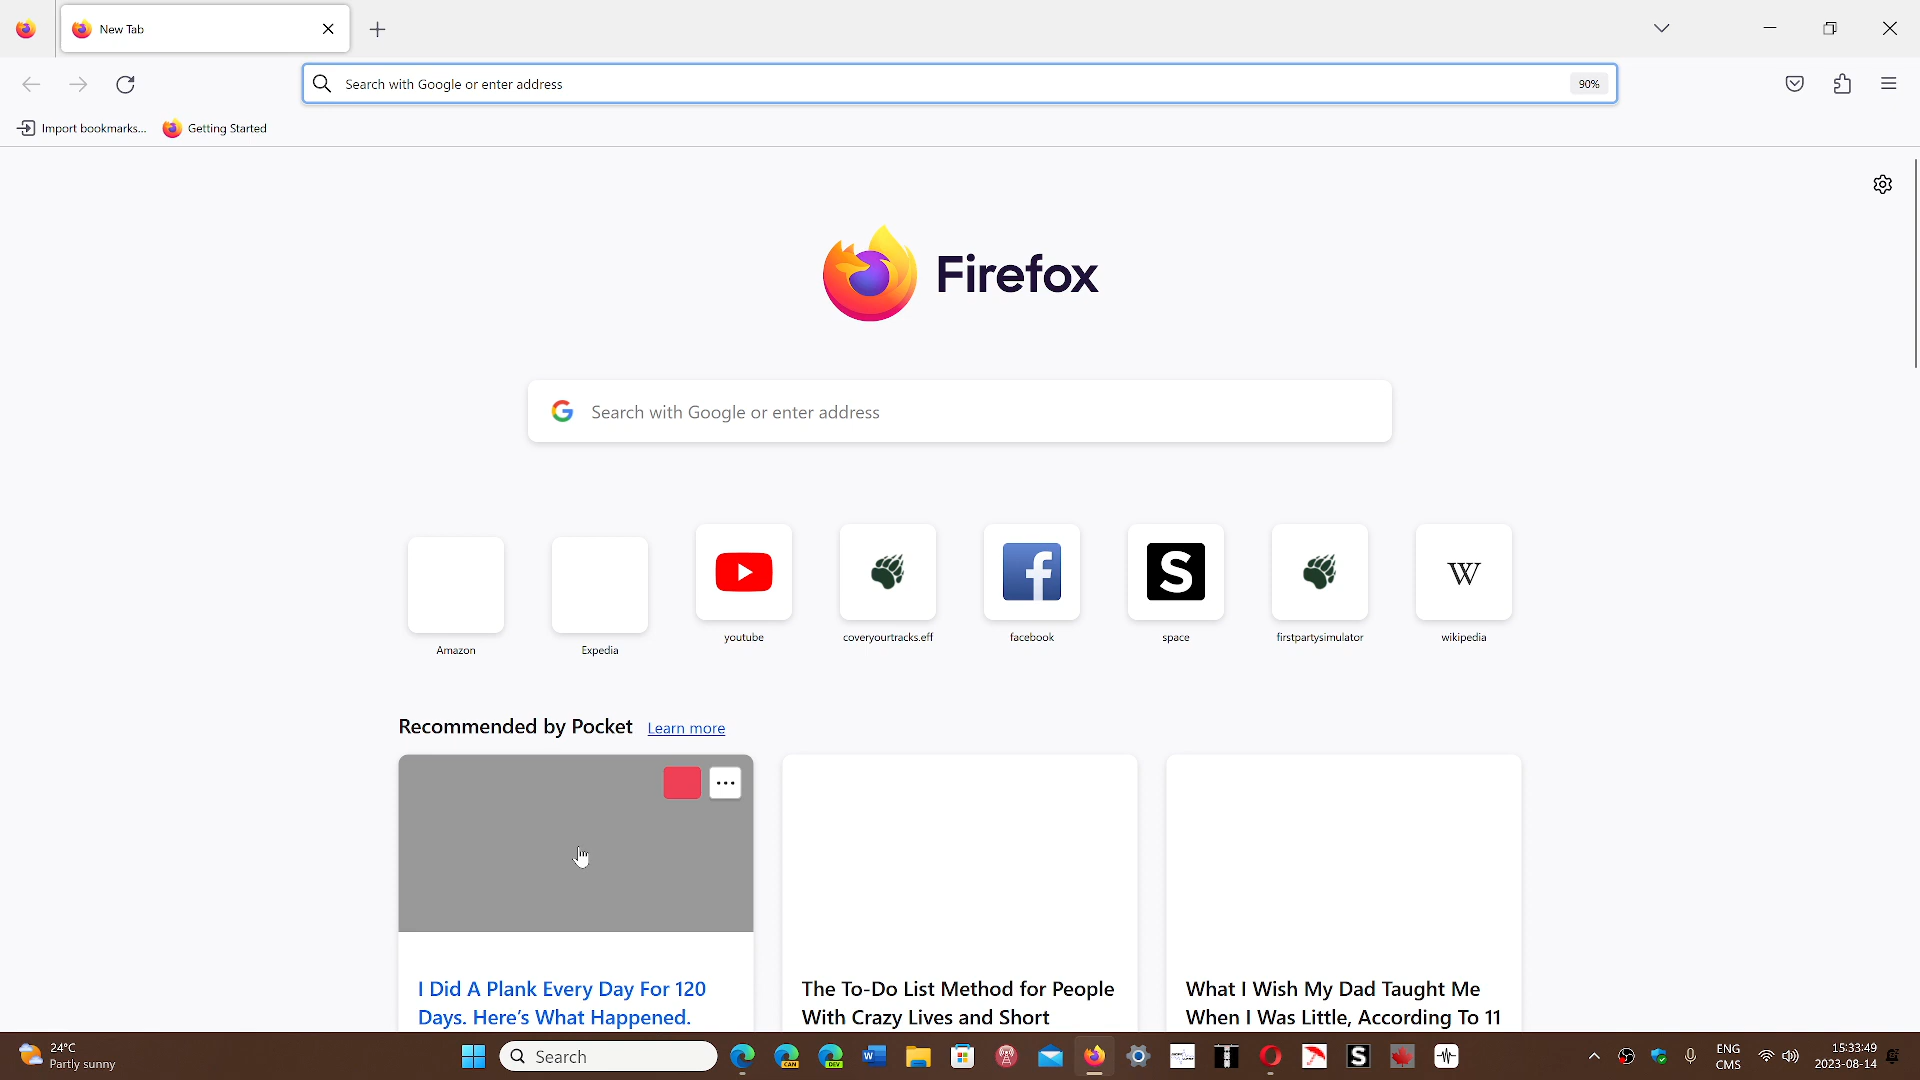 New Tab
Search with Google or enter address
90%
Import bookmarks...
Getting Started
Firefox
Search with Google or enter address
Amazon
Expedia
youtube
coveryourtracks.eff
facebook
space
firstpartysimulator
wikipedia
Recommended by Pocket Learn more
I Did A Plank Every Day For 120
Days. Here's What Happened.
The To-Do List Method for People
With Crazy Lives and Short
What I Wish My Dad Taught Me
When I Was Little, According To 11
24°C
Partly sunny
Search
CAN
DEV
ENG
CMS
15:33:49
2023-08-14